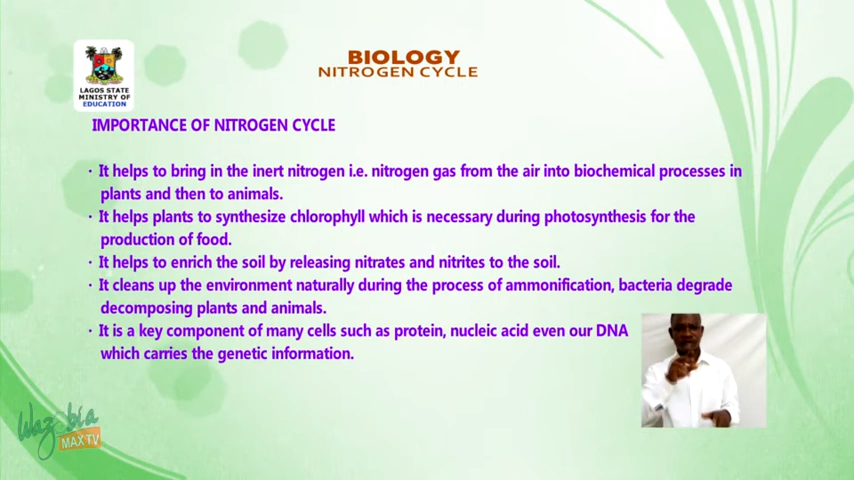 LAGOS STATE
MINISTRY OF
EDUCATION
BIOLOGY
NITROGEN CYCLE
IMPORTANCE OF NITROGEN CYCLE
· It helps to bring in the inert nitrogen i.e. nitrogen gas from the air into biochemical processes in
plants and then to animals.
· It helps plants to synthesize chlorophyll which is necessary during photosynthesis for the
production of food.
· It helps to enrich the soil by releasing nitrates and nitrites to the soil.
· It cleans up the environment naturally during the process of ammonification, bacteria degrade
decomposing plants and animals.
· It is a key component of many cells such as protein, nucleic acid even our DNA
which carries the genetic information.
Wazobia
MAX TV